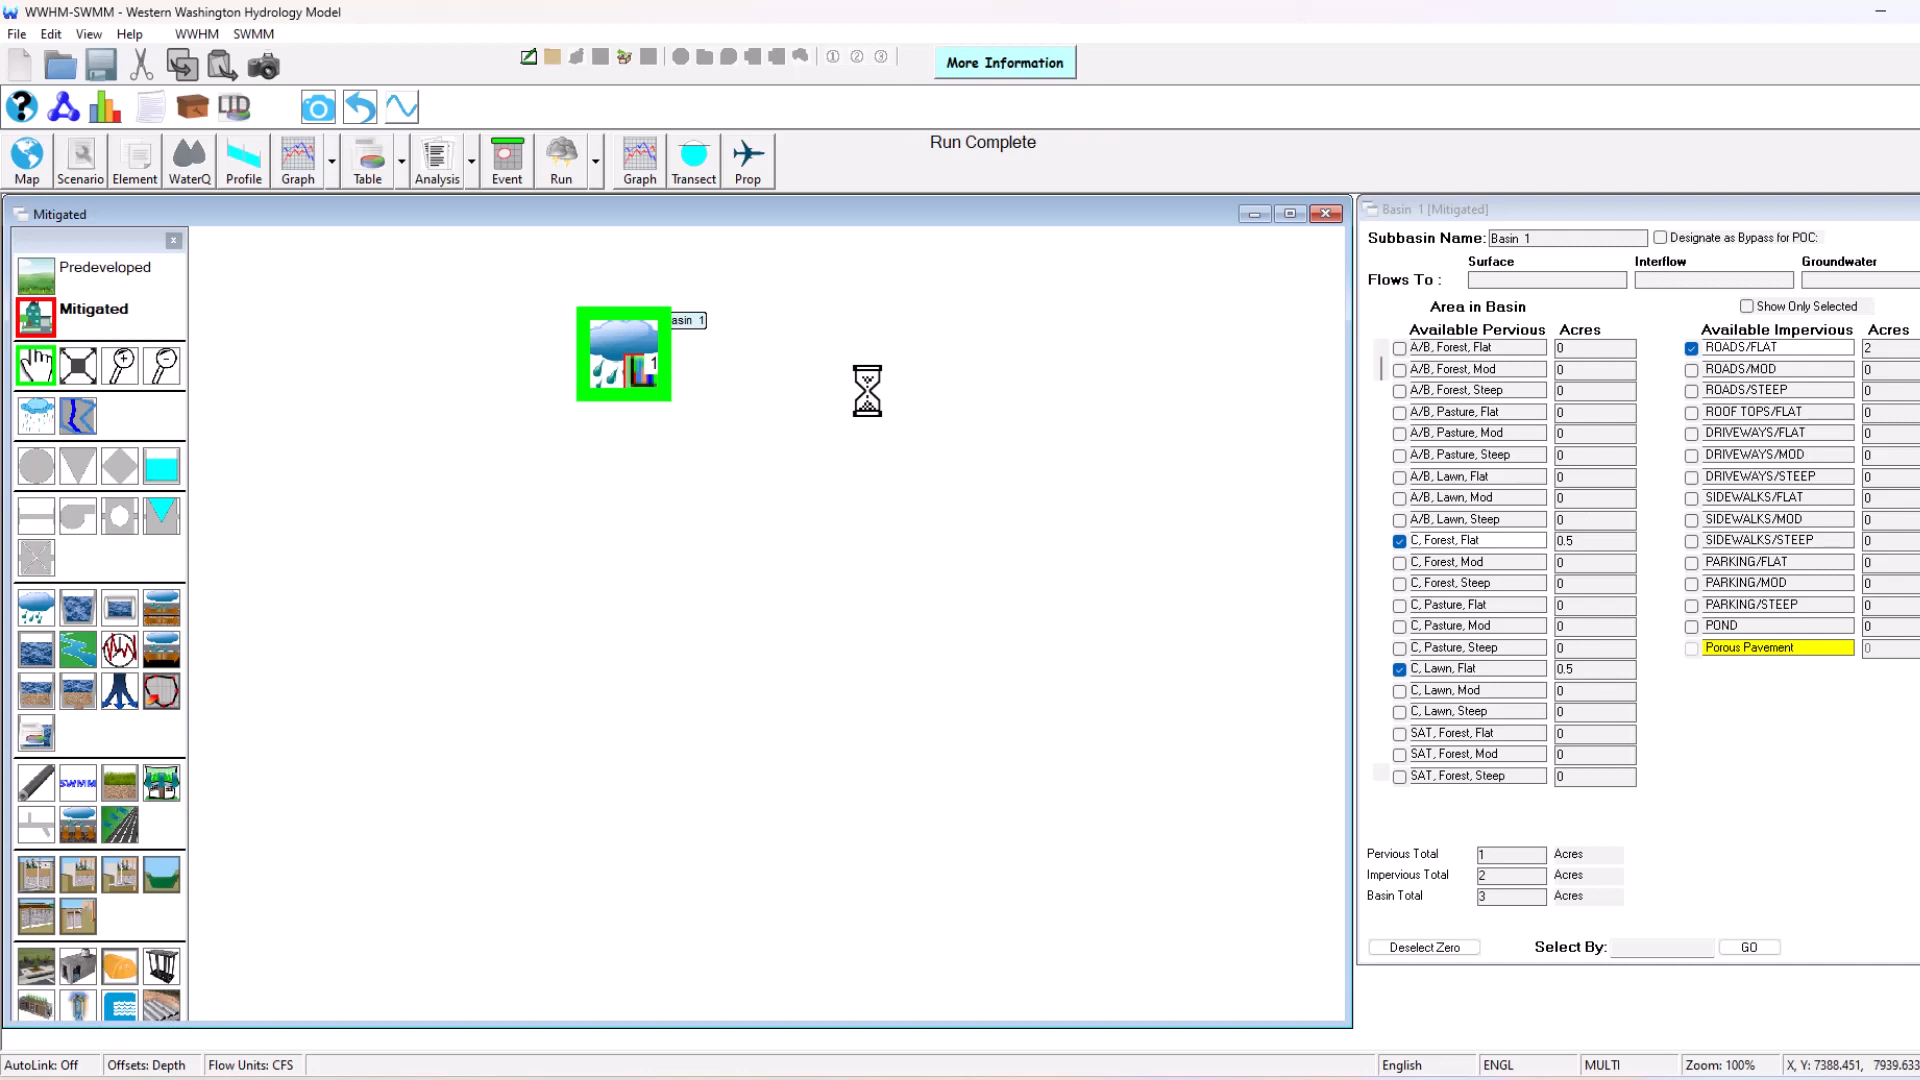 WWHM-SWMM - Western Washington Hydrology Model
File Edit View Help WWHM SWMM
More Information
LID
Map Scenario Element WaterQ Profile Graph Table Analysis Event Run Graph Transect Prop
Run Complete
Mitigated
Predeveloped
Mitigated
asin 1
1
SWMM
Basin 1 [Mitigated]
Subbasin Name: Basin 1 Designate as Bypass for POC:
Surface Interflow Groundwater
Flows To :
Area in Basin Show Only Selected
Available Pervious Acres Available Impervious Acres
A/B, Forest, Flat 0 ROADS/FLAT 2
A/B, Forest, Mod 0 ROADS/MOD 0
A/B, Forest, Steep 0 ROADS/STEEP 0
A/B, Pasture, Flat 0 ROOF TOPS/FLAT 0
A/B, Pasture, Mod 0 DRIVEWAYS/FLAT 0
A/B, Pasture, Steep 0 DRIVEWAYS/MOD 0
A/B, Lawn, Flat 0 DRIVEWAYS/STEEP 0
A/B, Lawn, Mod 0 SIDEWALKS/FLAT 0
A/B, Lawn, Steep 0 SIDEWALKS/MOD 0
C, Forest, Flat 0.5 SIDEWALKS/STEEP 0
C, Forest, Mod 0 PARKING/FLAT 0
C, Forest, Steep 0 PARKING/MOD 0
C, Pasture, Flat 0 PARKING/STEEP 0
C, Pasture, Mod 0 POND 0
C, Pasture, Steep 0 Porous Pavement 0
C, Lawn, Flat 0.5
C, Lawn, Mod 0
C, Lawn, Steep 0
SAT, Forest, Flat 0
SAT, Forest, Mod 0
SAT, Forest, Steep 0
Pervious Total 1 Acres
Impervious Total 2 Acres
Basin Total 3 Acres
Deselect Zero Select By: GO
AutoLink: Off Offsets: Depth Flow Units: CFS English ENGL MULTI Zoom: 100% X, Y: 7388.451, 7939.633